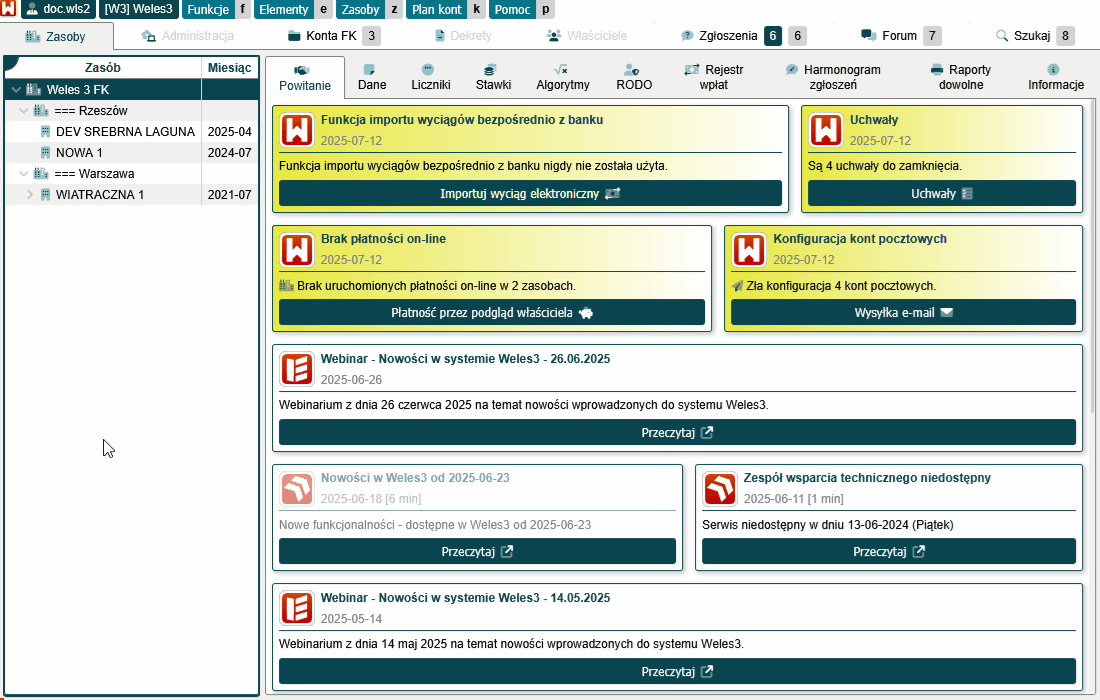 doc.wls2 [W3] Weles3 Funkcje f Elementy e Zasoby z Plan kont k Pomoc p
Zasoby Administracja Konta FK 3 Dekrety Właściciele Zgłoszenia 6 6 Forum 7 Szukaj 8
Zasób Miesiąc
Weles 3 FK
=== Rzeszów
DEV SREBRNA LAGUNA 2025-04
NOWA 1 2024-07
=== Warszawa
WIATRACZNA 1 2021-07
Powitanie Dane Liczniki Stawki Algorytmy RODO Rejestr wpłat Harmonogram zgłoszeń Raporty dowolne Informacje
Funkcja importu wyciągów bezpośrednio z banku
2025-07-12
Funkcja importu wyciągów bezpośrednio z banku nigdy nie została użyta.
Importuj wyciąg elektroniczny
Uchwały
2025-07-12
Są 4 uchwały do zamknięcia.
Uchwały
Brak płatności on-line
2025-07-12
Brak uruchomionych płatności on-line w 2 zasobach.
Płatność przez podgląd właściciela
Konfiguracja kont pocztowych
2025-07-12
Zła konfiguracja 4 kont pocztowych.
Wysyłka e-mail
Webinar - Nowości w systemie Weles3 - 26.06.2025
2025-06-26
Webinarium z dnia 26 czerwca 2025 na temat nowości wprowadzonych do systemu Weles3.
Przeczytaj
Nowości w Weles3 od 2025-06-23
2025-06-18 [6 min]
Nowe funkcjonalności - dostępne w Weles3 od 2025-06-23
Przeczytaj
Zespół wsparcia technicznego niedostępny
2025-06-11 [1 min]
Serwis niedostępny w dniu 13-06-2024 (Piątek)
Przeczytaj
Webinar - Nowości w systemie Weles3 - 14.05.2025
2025-05-14
Webinarium z dnia 14 maj 2025 na temat nowości wprowadzonych do systemu Weles3.
Przeczytaj